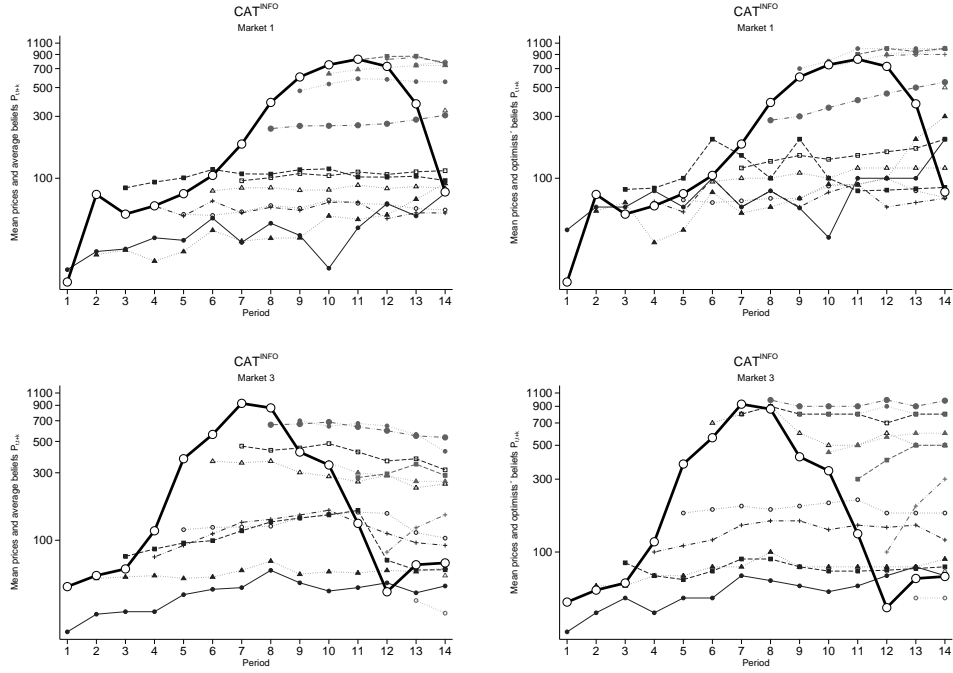 CAT^INFO
Market 1
1100
900
700
500
300
100
Mean prices and average beliefs P_t,t+k
1 2 3 4 5 6 7 8 9 10 11 12 13 14
Period
CAT^INFO
Market 1
1100
900
700
500
300
100
Mean prices and optimists´ beliefs P_t,t+k
1 2 3 4 5 6 7 8 9 10 11 12 13 14
Period
CAT^INFO
Market 3
1100
900
700
500
300
100
Mean prices and average beliefs P_t,t+k
1 2 3 4 5 6 7 8 9 10 11 12 13 14
Period
CAT^INFO
Market 3
1100
900
700
500
300
100
Mean prices and optimists´ beliefs P_t,t+k
1 2 3 4 5 6 7 8 9 10 11 12 13 14
Period